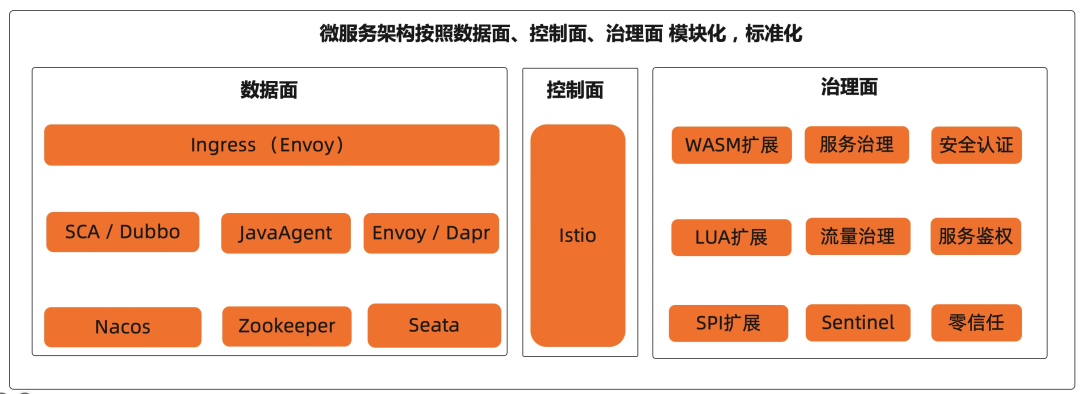 微服务架构按照数据面、控制面、治理面 模块化，标准化
数据面
Ingress （Envoy）
SCA / Dubbo
JavaAgent
Envoy / Dapr
Nacos
Zookeeper
Seata
控制面
Istio
治理面
WASM扩展
服务治理
安全认证
LUA扩展
流量治理
服务鉴权
SPI扩展
Sentinel
零信任